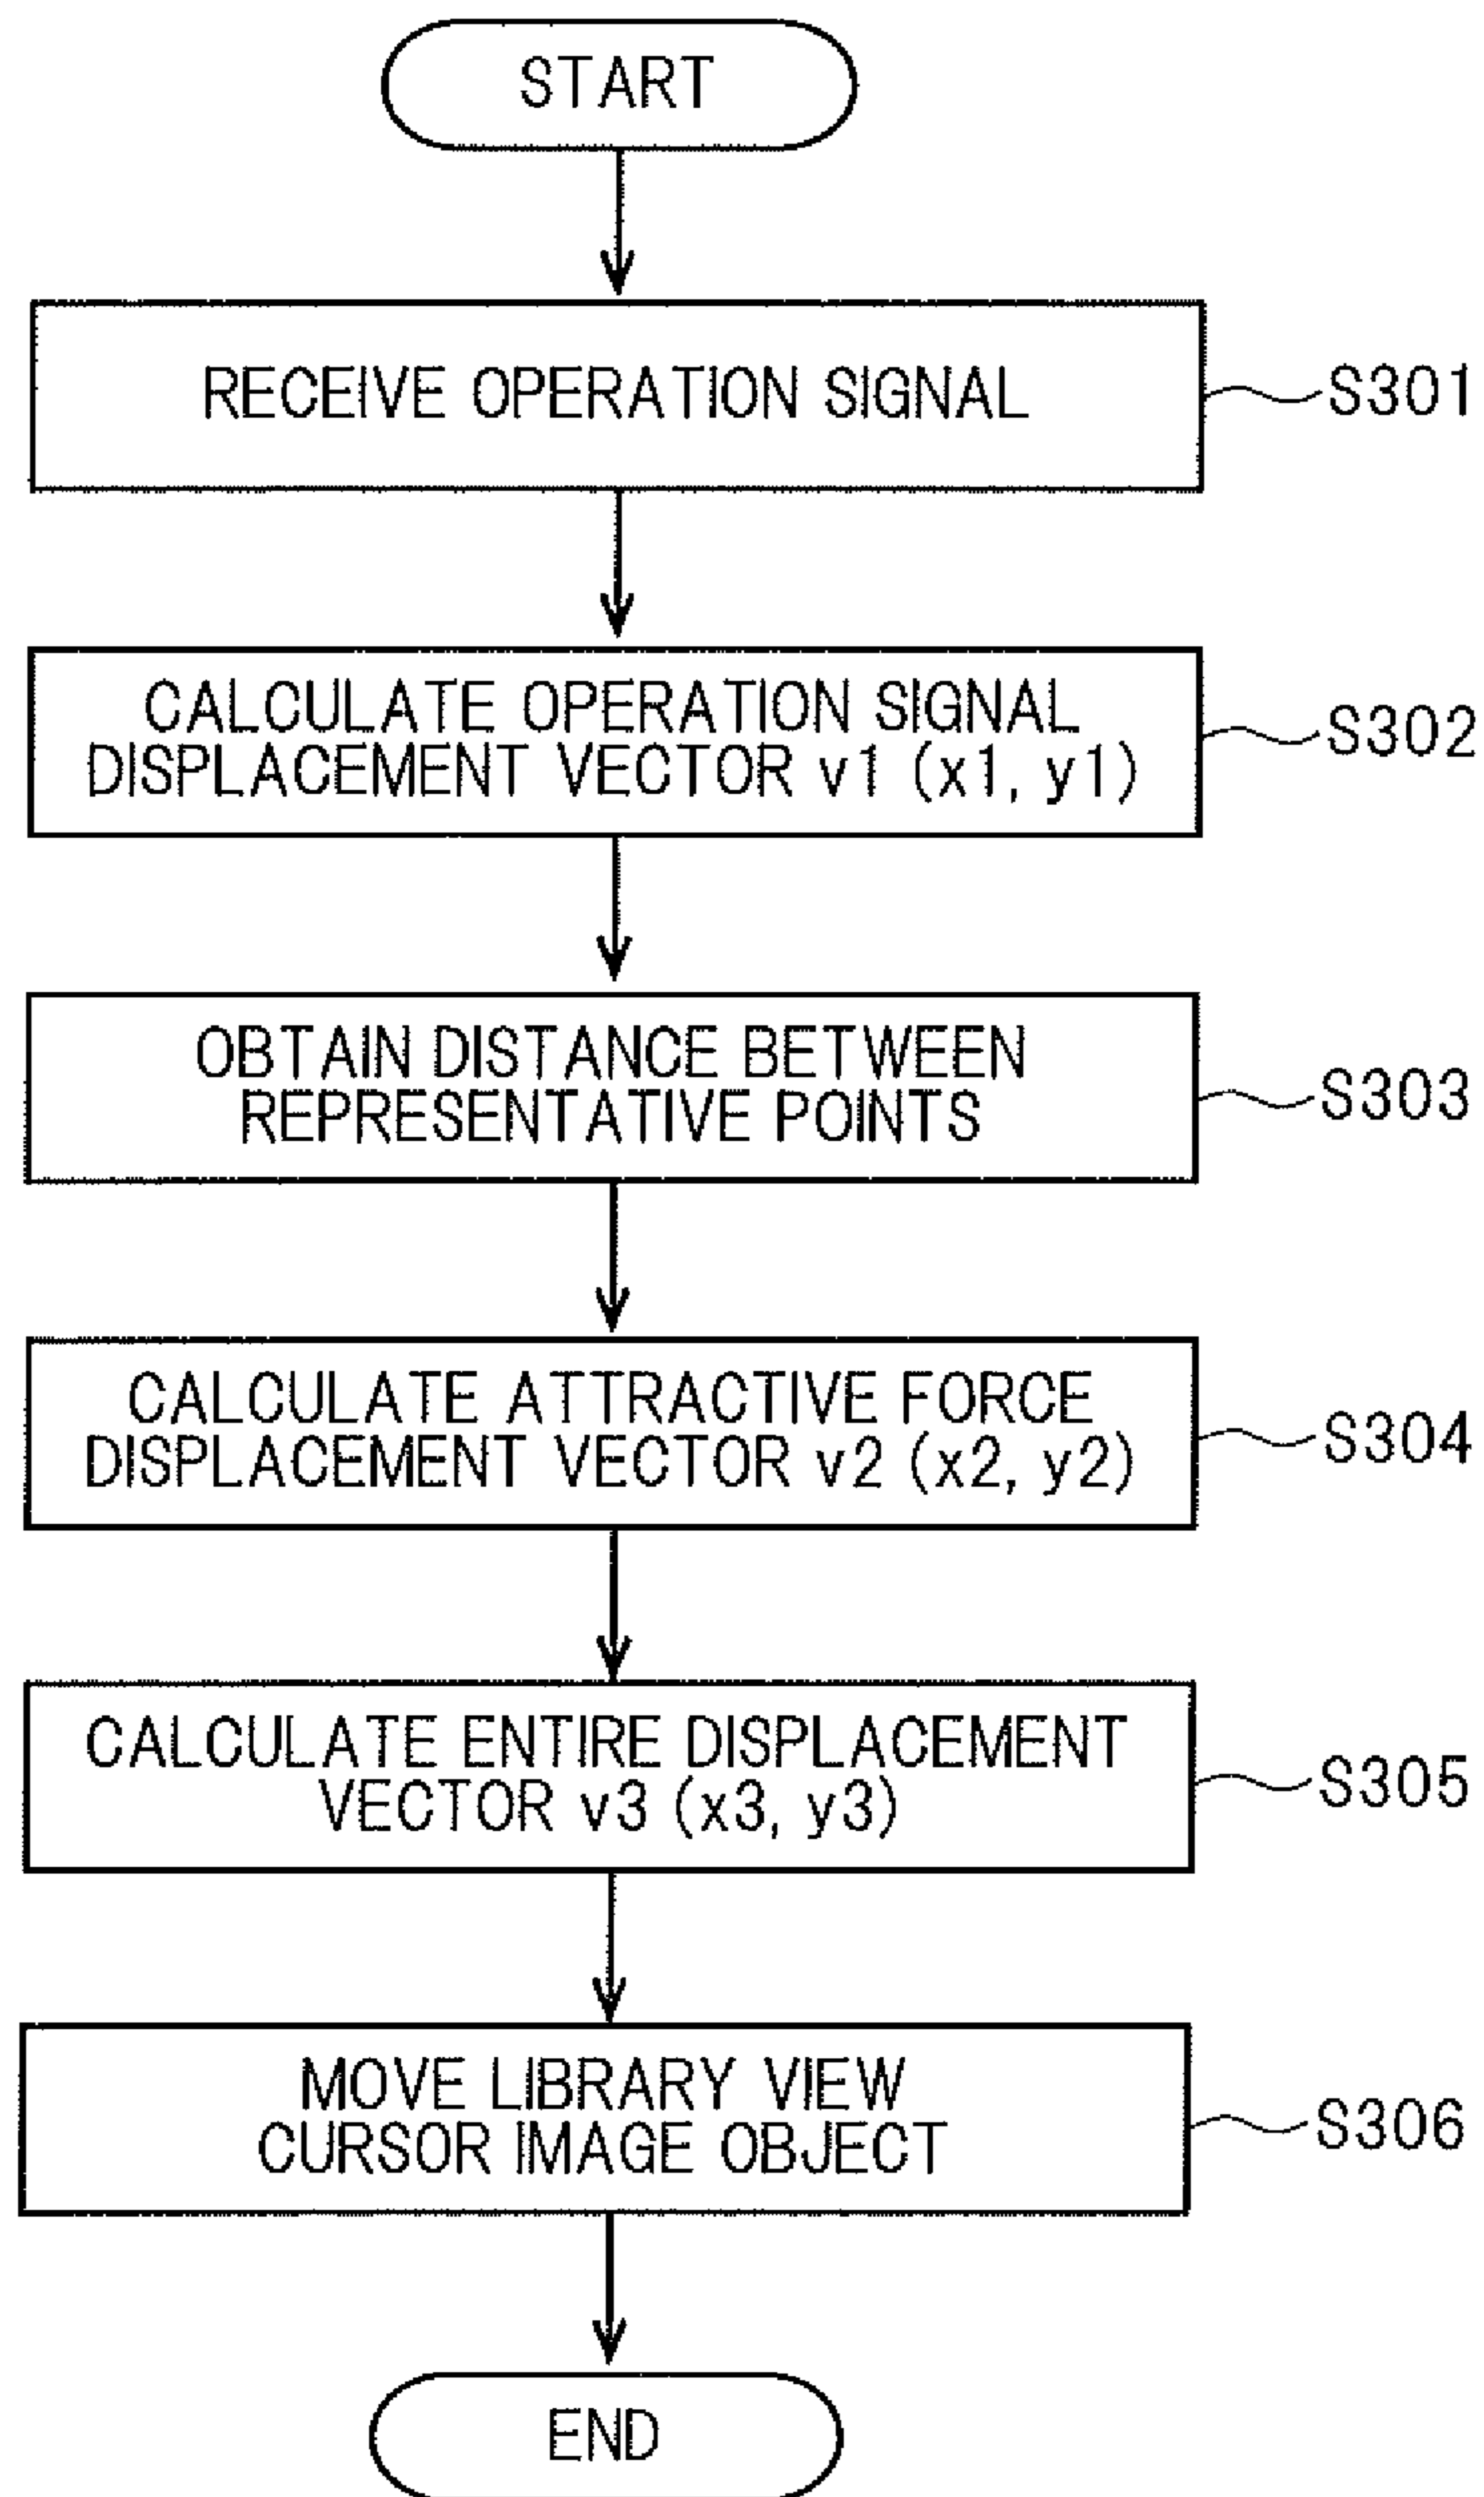 START
RECEIVE OPERATION SIGNAL
S301
CALCULATE OPERATION SIGNAL
DISPLACEMENT VECTOR v1 (x1, y1)
S302
OBTAIN DISTANCE BETWEEN
REPRESENTATIVE POINTS
S303
CALCULATE ATTRACTIVE FORCE
DISPLACEMENT VECTOR v2 (x2, y2)
S304
CALCULATE ENTIRE DISPLACEMENT
VECTOR v3 (x3, y3)
S305
MOVE LIBRARY VIEW
CURSOR IMAGE OBJECT
S306
END